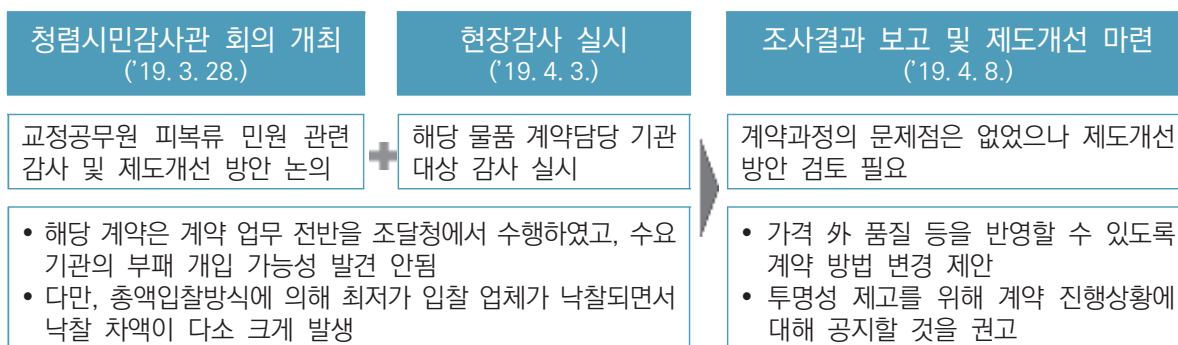 청렴시민감사관 회의 개최
('19. 3. 28.)
현장감사 실시
('19. 4. 3.)
조사결과 보고 및 제도개선 마련
('19. 4. 8.)
교정공무원 피복류 민원 관련
감사 및 제도개선 방안 논의
해당 물품 계약담당 기관
대상 감사 실시
계약과정의 문제점은 없었으나 제도개선
방안 검토 필요
• 해당 계약은 계약 업무 전반을 조달청에서 수행하였고, 수요
기관의 부패 개입 가능성 발견 안됨
• 다만, 총액입찰방식에 의해 최저가 입찰 업체가 낙찰되면서
낙찰 차액이 다소 크게 발생
• 가격 外 품질 등을 반영할 수 있도록
계약 방법 변경 제안
• 투명성 제고를 위해 계약 진행상황에
대해 공지할 것을 권고